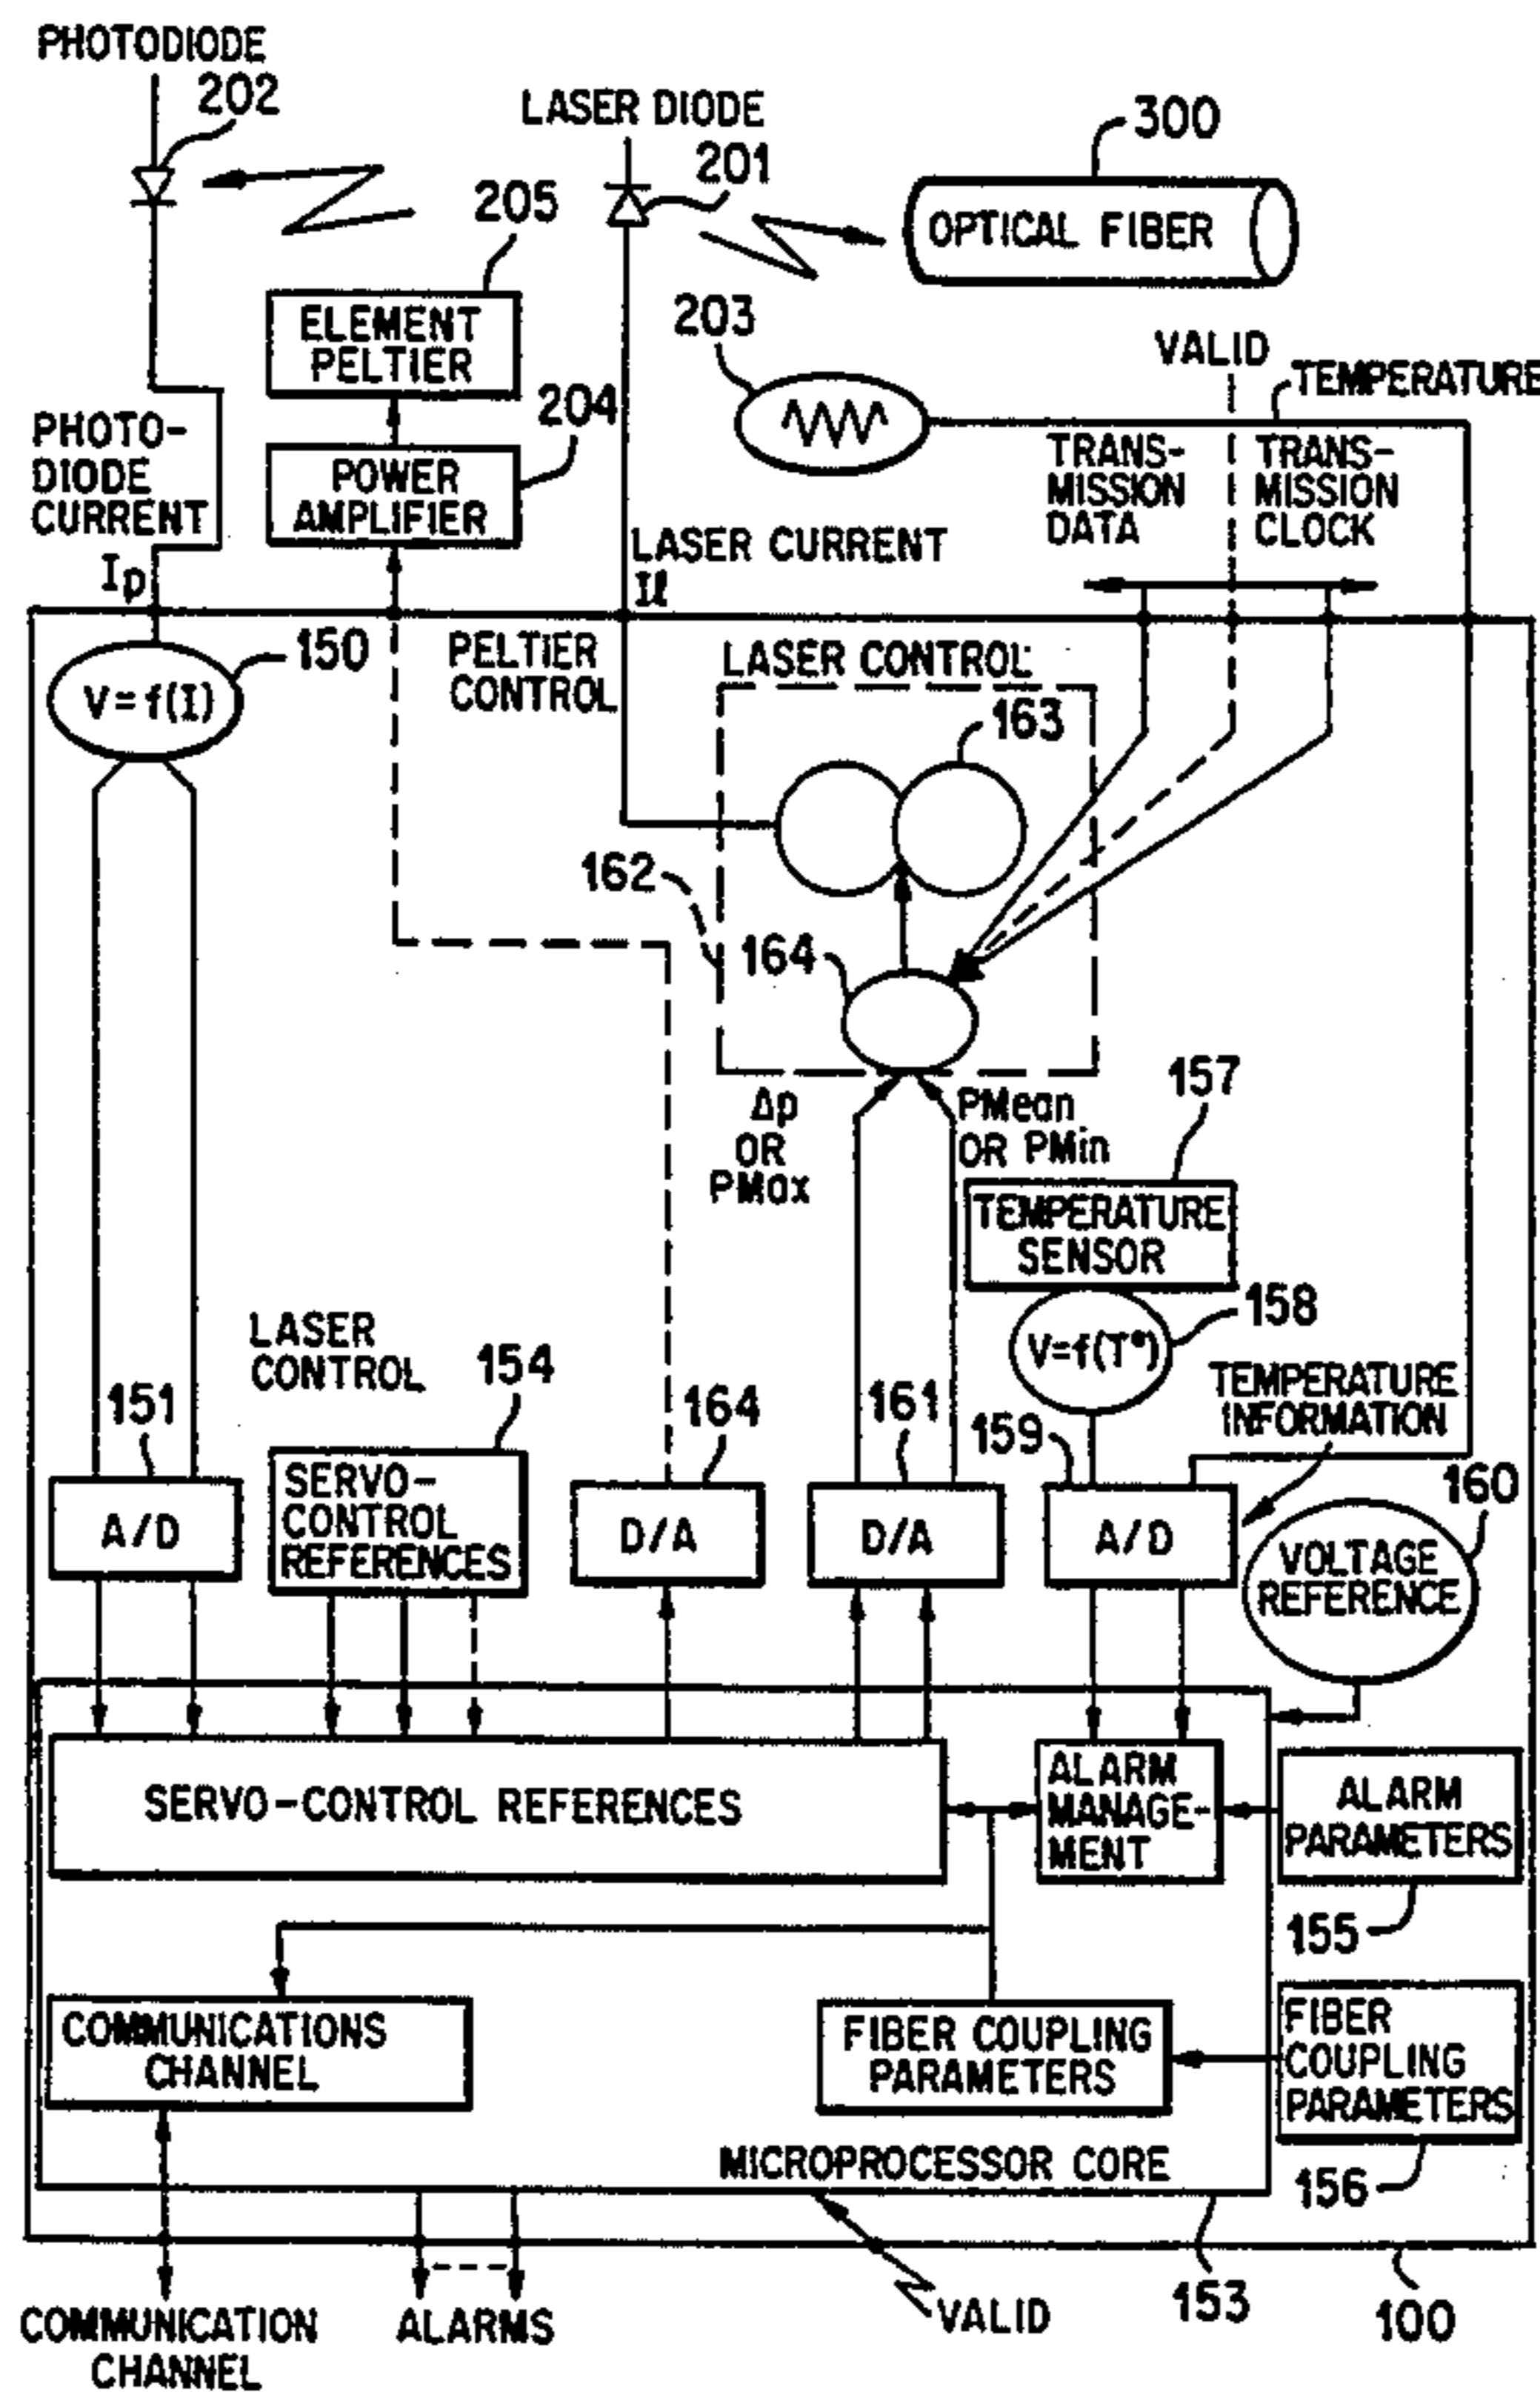 PHOTODIODE
202
LASER DIODE
201
300
OPTICAL FIBER
205
ELEMENT
PELTIER
203
VALID
TEMPERATURE
204
PHOTO-
DIODE
CURRENT
POWER
AMPLIFIER
TRANS-
MISSION
DATA
TRANS-
MISSION
CLOCK
LASER CURRENT
Ip
Iℓ
150
V=f(I)
PELTIER
CONTROL
LASER CONTROL
163
162
164
Δp
OR
PMax
PMean
OR PMin
157
TEMPERATURE
SENSOR
158
V=f(T°)
LASER
CONTROL
154
151
164
161
159
TEMPERATURE
INFORMATION
160
A/D
SERVO-
CONTROL
REFERENCES
D/A
D/A
A/D
VOLTAGE
REFERENCE
SERVO-CONTROL REFERENCES
ALARM
MANAGE-
MENT
ALARM
PARAMETERS
155
COMMUNICATIONS
CHANNEL
FIBER COUPLING
PARAMETERS
FIBER
COUPLING
PARAMETERS
MICROPROCESSOR CORE
156
153
100
COMMUNICATION
CHANNEL
ALARMS
VALID